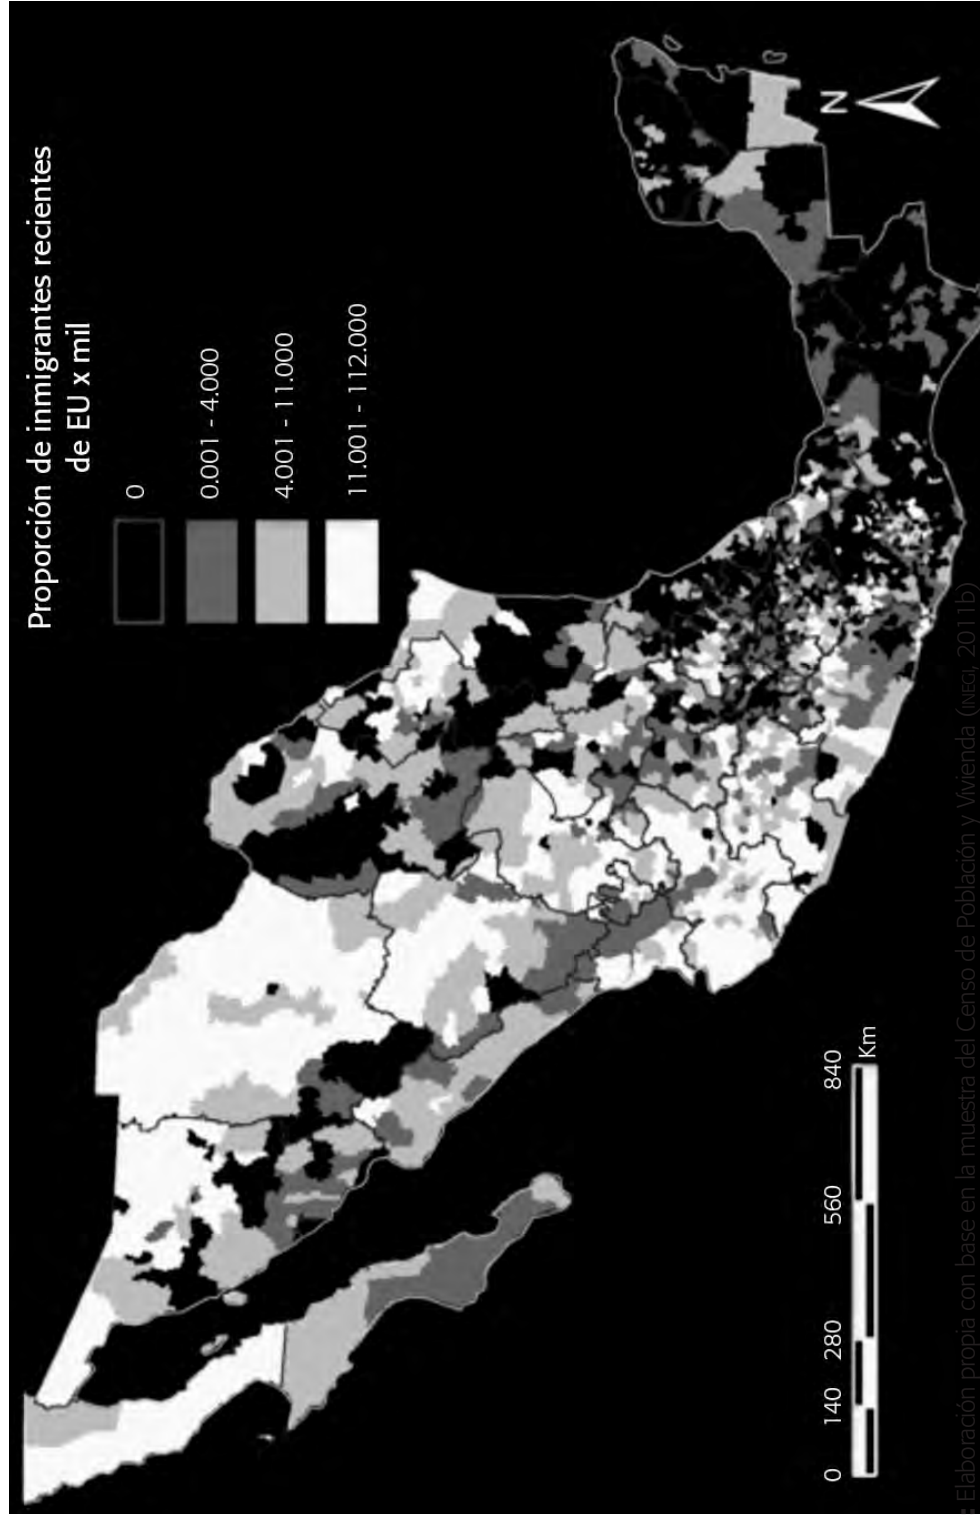 Proporción de inmigrantes recientes
de EU x mil
0
0.001 - 4.000
4.001 - 11.000
11.001 - 112.000
N
0 140 280 560 840
Km
: Elaboración propia con base en la muestra del Censo de Población y Vivienda (INEGI, 2011b)